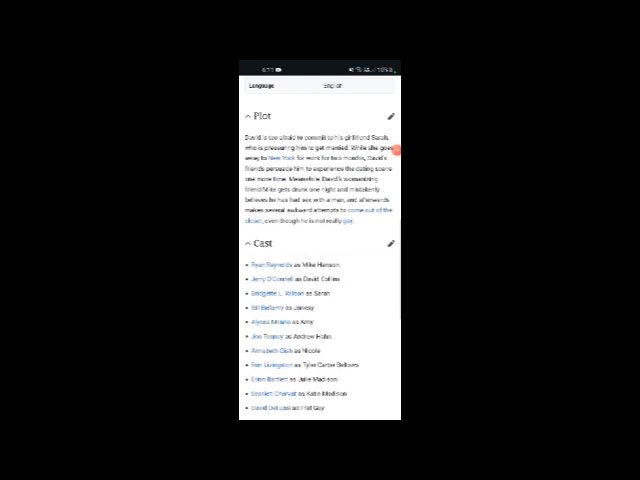 Language English
Plot
David is too afraid to commit to his girlfriend Sarah,
who is pressuring him to get married. While she goes
away to New York for work for two months, David's
friends persuade him to experience the dating scene
one more time. Meanwhile, David's womanizing
friend Mike gets drunk one night and mistakenly
believes he has had sex with a man, and afterwards
makes several awkward attempts to come out of the
closet, even though he is not really gay.
Cast
• Ryan Reynolds as Mike Hanson
• Jerry O'Connell as David Collins
• Bridgette L. Wilson as Sarah
• Bill Bellamy as
• Alyssa Milano as Amy
• Jon Tenney as Andrew Hahn
• Annabeth Gish as Nicole
• Ron Livingston as Tyler Carter Bellows
• Erinn Bartlett as Julie Madison
• Scarlett Chorvat as Katie Madison
• David DeLuise as Frat Guy